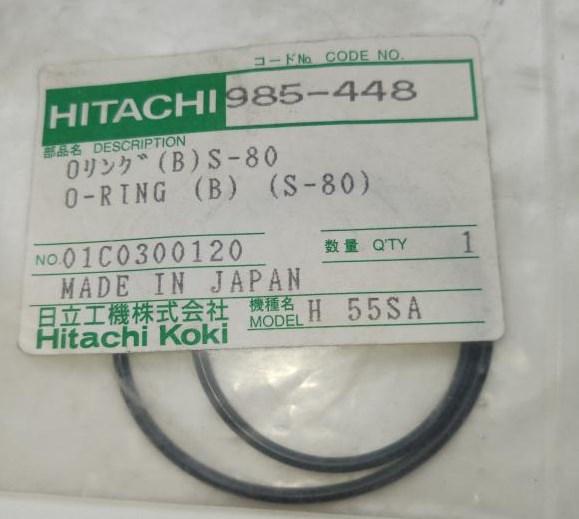 コードNo. CODE NO.
HITACHI 985-448
部品名 DESCRIPTION
Oリング(B)S-80
O-RING (B) (S-80)
NO.01C0300120 数量 Q'TY 1
MADE IN JAPAN
日立工機株式会社 機種名
Hitachi Koki MODEL H 55SA